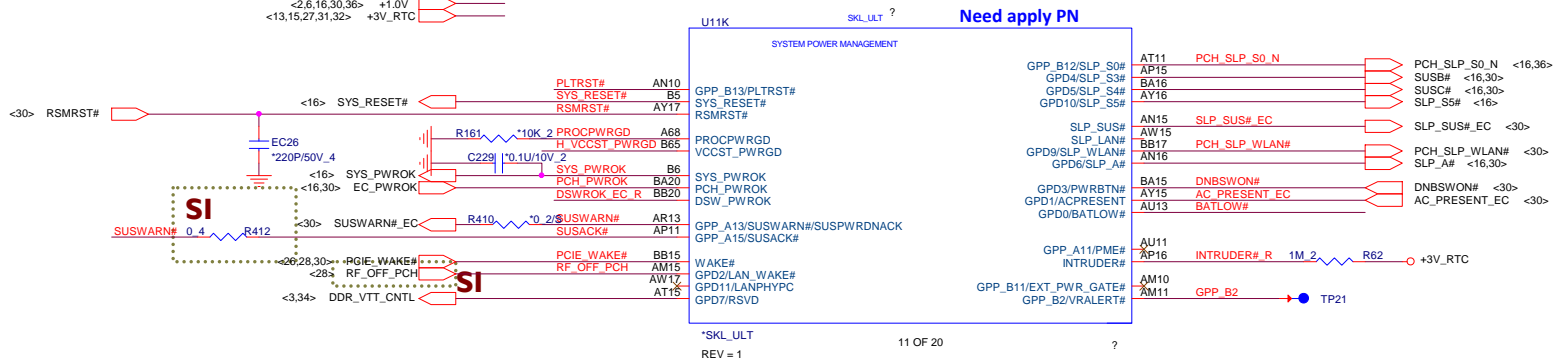 <2,6,16,30,36> +1.0V
<13,15,27,31,32> +3V_RTC
U11K
SKL_ULT ?
Need apply PN
SYSTEM POWER MANAGEMENT
<30> RSMRST#
<16> SYS_RESET#
PLTRST# AN10 GPP_B13/PLTRST#
SYS_RESET# B5 SYS_RESET#
RSMRST# AY17 RSMRST#
EC26
*220P/50V_4
R161 *10K_2 PROCPWRGD A68 PROCPWRGD
H_VCCST_PWRGD B65 VCCST_PWRGD
C229 *0.1U/10V_2
<16> SYS_PWROK SYS_PWROK B6 SYS_PWROK
<16,30> EC_PWROK PCH_PWROK BA20 PCH_PWROK
DSWROK_EC_R BB20 DSW_PWROK
SI
<30> SUSWARN#_EC R410 *0_2/S SUSWARN# AR13 GPP_A13/SUSWARN#/SUSPWRDNACK
SUSWARN# 0_4 R412 SUSACK# AP11 GPP_A15/SUSACK#
<26,28,30> PCIE_WAKE# PCIE_WAKE# BB15 WAKE#
<28> RF_OFF_PCH RF_OFF_PCH AM15 GPD2/LAN_WAKE#
SI
AW17 GPD11/LANPHYPC
<3,34> DDR_VTT_CNTL AT15 GPD7/RSVD
GPP_B12/SLP_S0# AT11 PCH_SLP_S0_N PCH_SLP_S0_N <16,36>
GPD4/SLP_S3# AP15 SUSB# <16,30>
GPD5/SLP_S4# BA16 SUSC# <16,30>
GPD10/SLP_S5# AY16 SLP_S5# <16>
SLP_SUS# AN15 SLP_SUS#_EC SLP_SUS#_EC <30>
SLP_LAN# AW15
GPD9/SLP_WLAN# BB17 PCH_SLP_WLAN# PCH_SLP_WLAN# <30>
GPD6/SLP_A# AN16 SLP_A# <16,30>
GPD3/PWRBTN# BA15 DNBSWON# DNBSWON# <30>
GPD1/ACPRESENT AY15 AC_PRESENT_EC AC_PRESENT_EC <30>
GPD0/BATLOW# AU13 BATLOW#
GPP_A11/PME# AU11
INTRUDER# AP16 INTRUDER#_R 1M_2 R62 +3V_RTC
GPP_B11/EXT_PWR_GATE# AM10
GPP_B2/VRALERT# AM11 GPP_B2 TP21
*SKL_ULT
REV = 1
11 OF 20
?